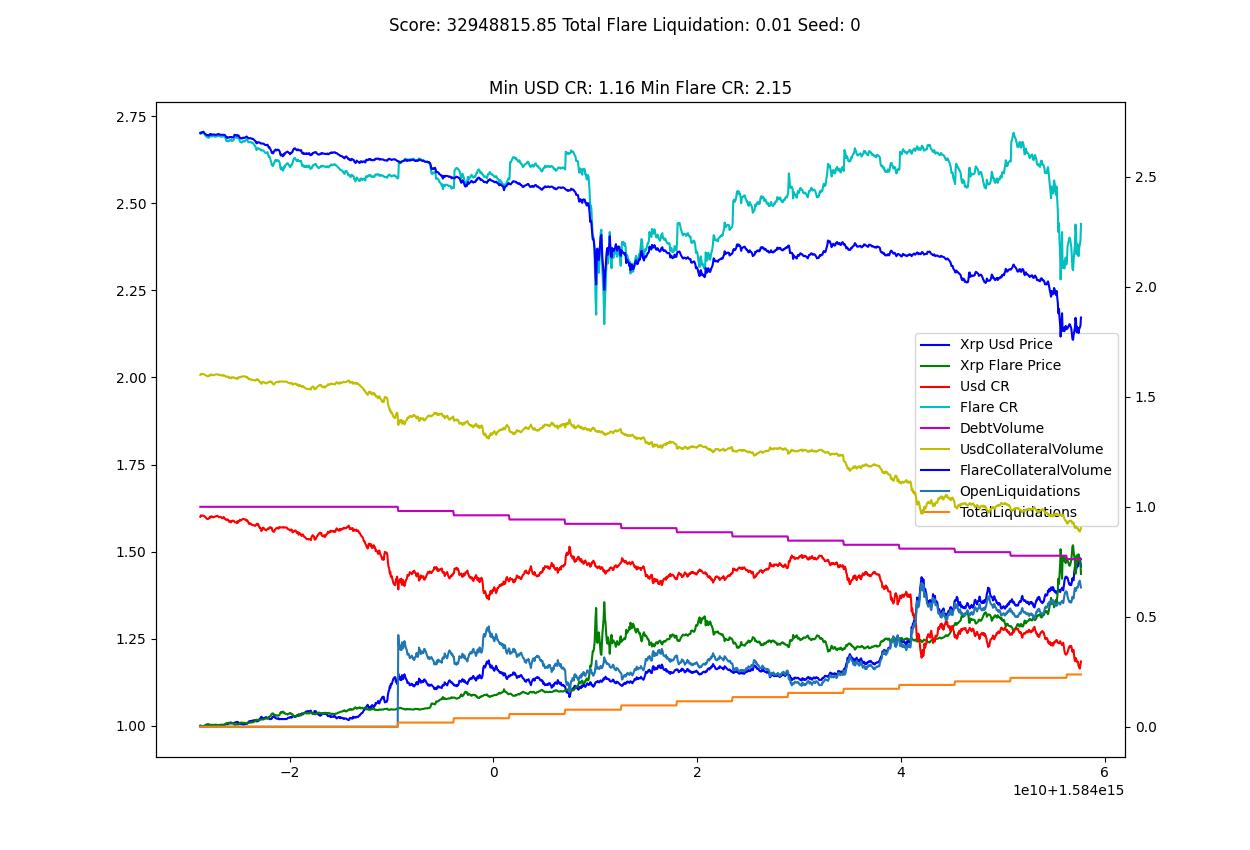 Score: 32948815.85 Total Flare Liquidation: 0.01 Seed: 0
Min USD CR: 1.16 Min Flare CR: 2.15
2.75
2.50
2.25
2.00
1.75
1.50
1.25
1.00
2.5
2.0
1.5
1.0
0.5
0.0
Xrp Usd Price
Xrp Flare Price
Usd CR
Flare CR
DebtVolume
UsdCollateralVolume
FlareCollateralVolume
OpenLiquidations
TotalLiquidations
−2 0 2 4 6
1e10+1.584e15